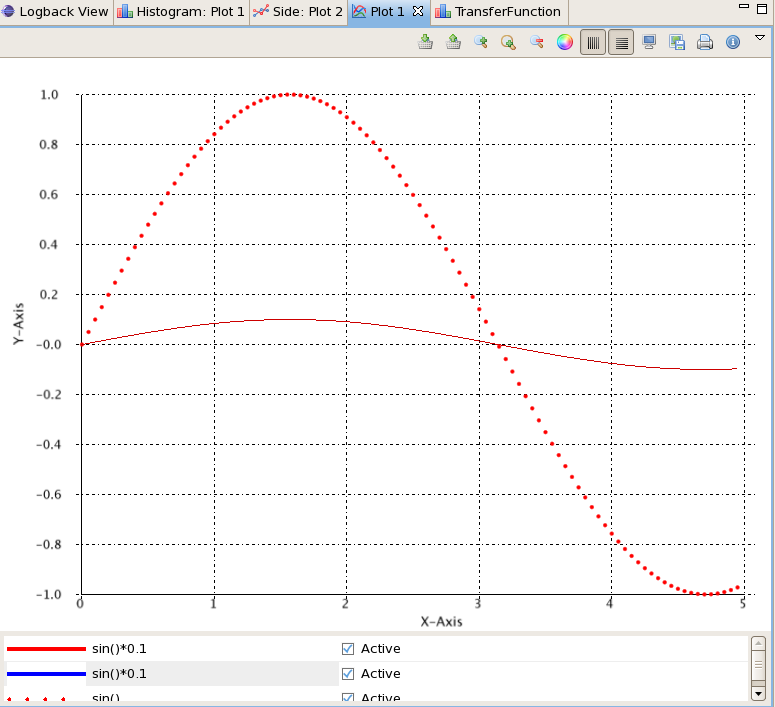 Logback View Histogram: Plot 1 Side: Plot 2 Plot 1 TransferFunction
1.0
0.8
0.6
0.4
0.2
-0.0
-0.2
-0.4
-0.6
-0.8
-1.0
Y-Axis
0 1 2 3 4 5
X-Axis
sin()*0.1 Active
sin()*0.1 Active
sin() Active